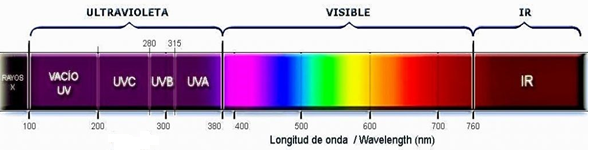 ULTRAVIOLETA VISIBLE IR
280 315
RAYOS X
VACÍO UV
UVC UVB UVA IR
100 200 300 380 400 500 600 700 760
Longitud de onda / Wavelength (nm)